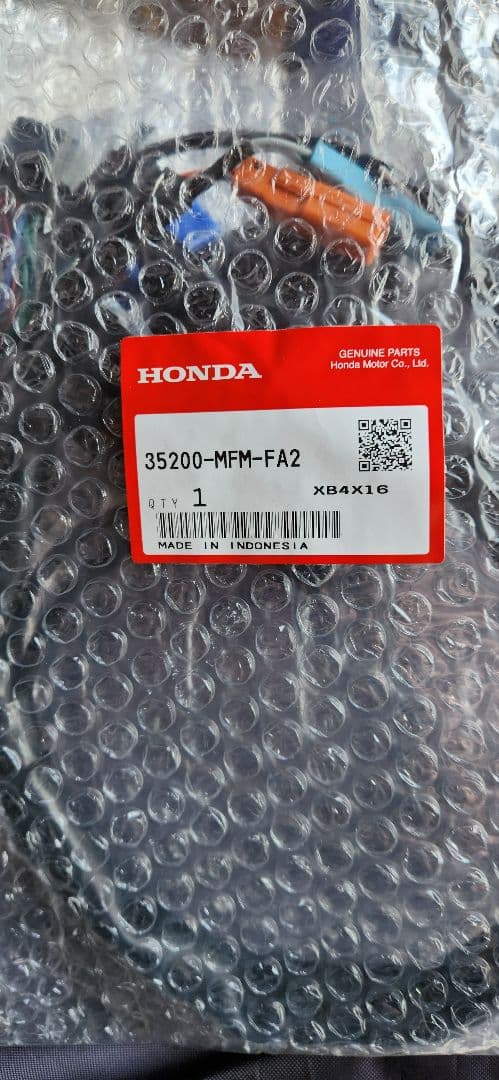 HONDA
GENUINE PARTS
Honda Motor Co., Ltd.
35200-MFM-FA2
QTY 1
XB4X16
MADE IN INDONESIA